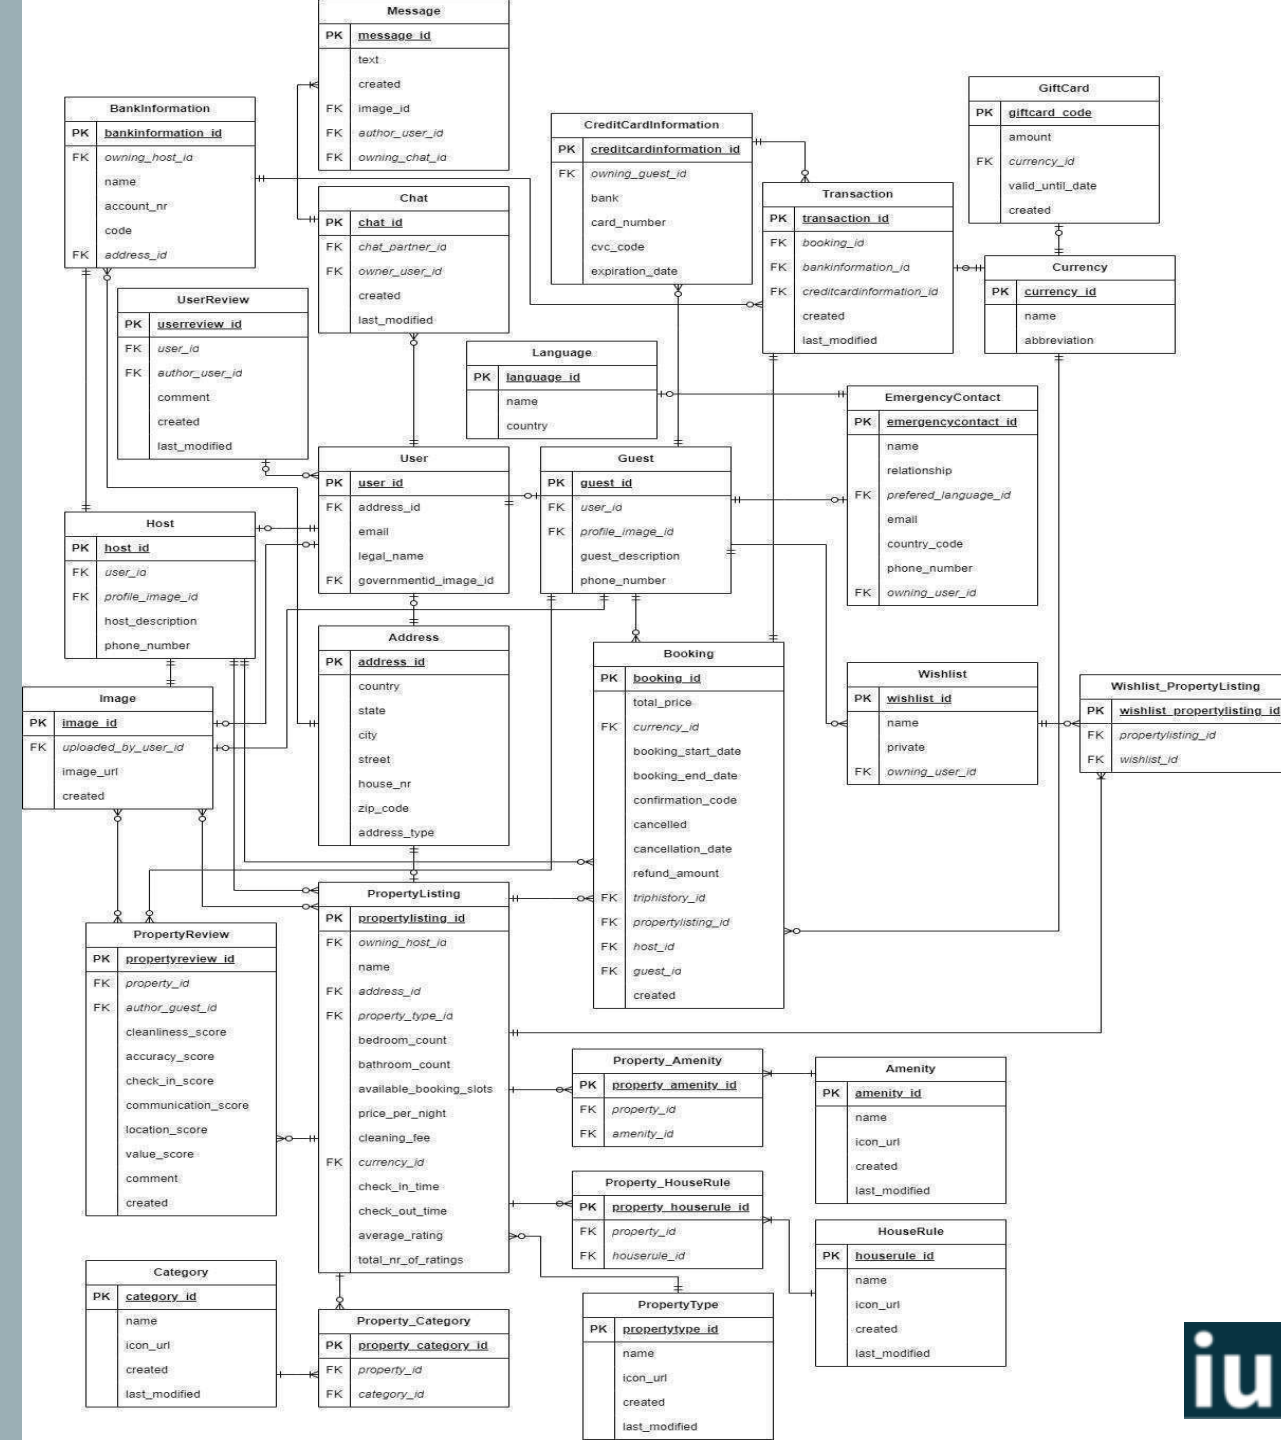 Message
PK message_id
text
created
FK image_id
FK author_user_id
FK owning_chat_id
BankInformation
PK bankinformation_id
FK owning_host_id
name
account_nr
code
FK address_id
Chat
PK chat_id
FK chat_partner_id
FK owner_user_id
created
last_modified
CreditCardInformation
PK creditcardinformation_id
FK owning_guest_id
bank
card_number
cvc_code
expiration_date
GiftCard
PK giftcard_code
amount
FK currency_id
valid_until_date
created
Transaction
PK transaction_id
FK booking_id
FK bankinformation_id
FK creditcardinformation_id
created
last_modified
Currency
PK currency_id
name
abbreviation
UserReview
PK userreview_id
FK user_id
FK author_user_id
comment
created
last_modified
Language
PK language_id
name
country
EmergencyContact
PK emergencycontact_id
name
relationship
FK prefered_language_id
email
country_code
phone_number
FK owning_user_id
User
PK user_id
FK address_id
email
legal_name
FK governmentid_image_id
Guest
PK guest_id
FK user_id
FK profile_image_id
guest_description
phone_number
Host
PK host_id
FK user_id
FK profile_image_id
host_description
phone_number
Address
PK address_id
country
state
city
street
house_nr
zip_code
address_type
Booking
PK booking_id
total_price
FK currency_id
booking_start_date
booking_end_date
confirmation_code
cancelled
cancellation_date
refund_amount
FK triphistory_id
FK propertylisting_id
FK host_id
FK guest_id
created
Wishlist
PK wishlist_id
name
private
FK owning_user_id
Wishlist_PropertyListing
PK wishlist_propertylisting_id
FK propertylisting_id
FK wishlist_id
Image
PK image_id
FK uploaded_by_user_id
image_url
created
PropertyListing
PK propertylisting_id
FK owning_host_id
name
FK address_id
FK property_type_id
bedroom_count
bathroom_count
available_booking_slots
price_per_night
cleaning_fee
FK currency_id
check_in_time
check_out_time
average_rating
total_nr_of_ratings
PropertyReview
PK propertyreview_id
FK property_id
FK author_guest_id
cleanliness_score
accuracy_score
check_in_score
communication_score
location_score
value_score
comment
created
Property_Amenity
PK property_amenity_id
FK property_id
FK amenity_id
Amenity
PK amenity_id
name
icon_url
created
last_modified
Property_HouseRule
PK property_houserule_id
FK property_id
FK houserule_id
HouseRule
PK houserule_id
name
icon_url
created
last_modified
Category
PK category_id
name
icon_url
created
last_modified
Property_Category
PK property_category_id
FK property_id
FK category_id
PropertyType
PK propertytype_id
name
icon_url
created
last_modified
iu